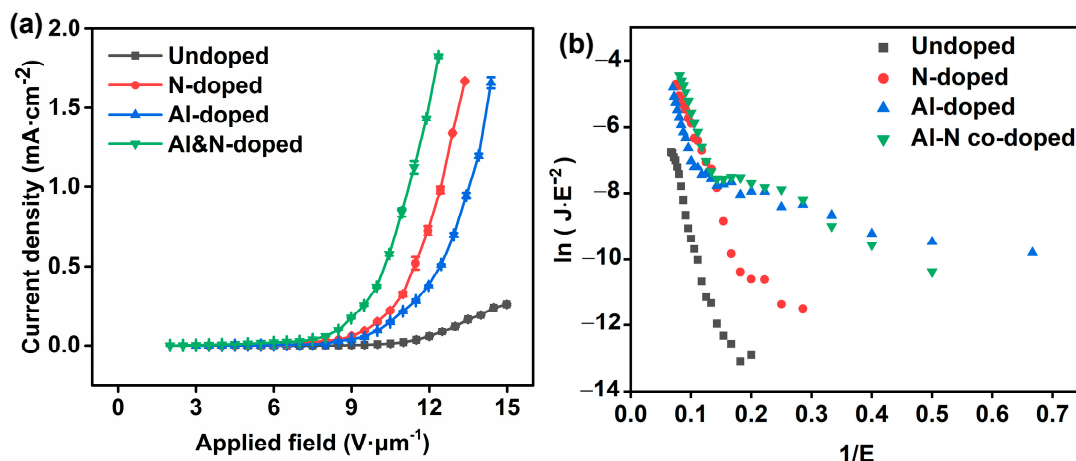 (a)
2.0
1.5
1.0
0.5
0.0
Current density (mA·cm⁻²)
Undoped
N-doped
Al-doped
Al&N-doped
0 3 6 9 12 15
Applied field (V·μm⁻¹)
(b)
−4
−6
−8
−10
−12
−14
ln ( J·E⁻²)
Undoped
N-doped
Al-doped
Al-N co-doped
0.0 0.1 0.2 0.3 0.4 0.5 0.6 0.7
1/E